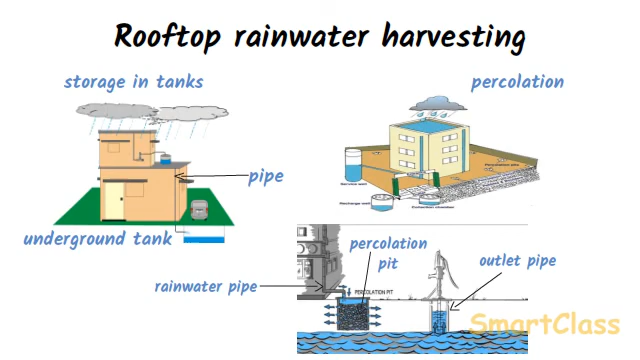 Rooftop rainwater harvesting
storage in tanks
percolation
pipe
underground tank
percolation
pit
outlet pipe
rainwater pipe
PERCOLATION PIT
SmartClass